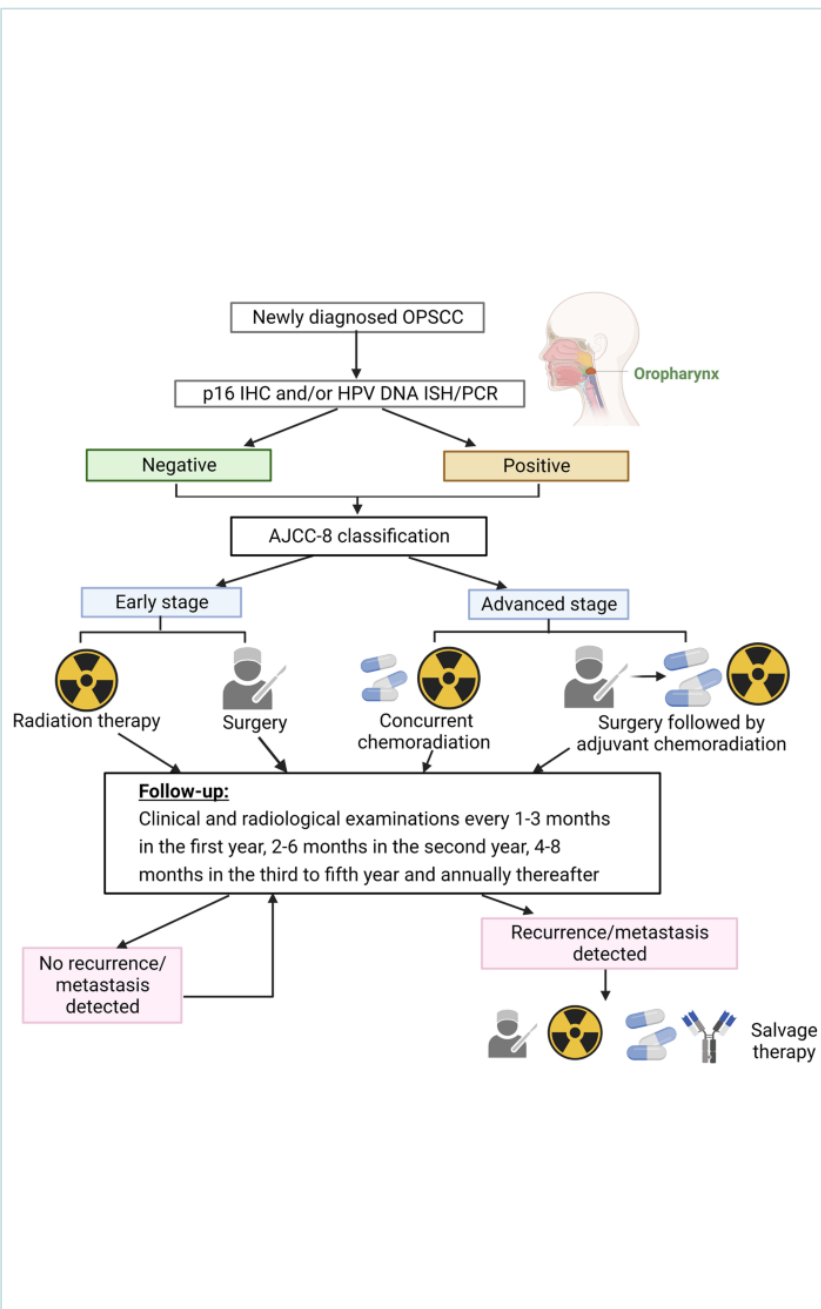 Newly diagnosed OPSCC
Oropharynx
p16 IHC and/or HPV DNA ISH/PCR
Negative
Positive
AJCC-8 classification
Early stage
Advanced stage
Radiation therapy
Surgery
Concurrent
chemoradiation
Surgery followed by
adjuvant chemoradiation
Follow-up:
Clinical and radiological examinations every 1-3 months
in the first year, 2-6 months in the second year, 4-8
months in the third to fifth year and annually thereafter
No recurrence/
metastasis
detected
Recurrence/metastasis
detected
Salvage
therapy